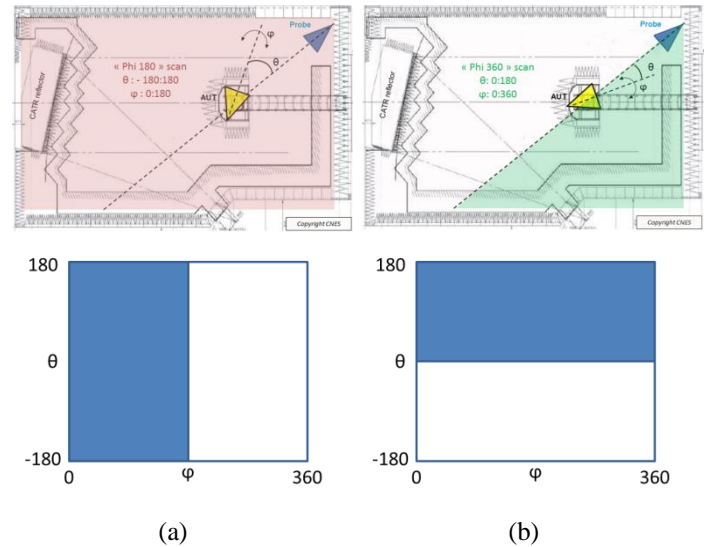 Probe
φ
« Phi 180 » scan
θ : - 180:180
φ : 0:180
θ
AUT
CATR reflector
Copyright CNES
Probe
« Phi 360 » scan
θ: 0:180
φ: 0:360
θ
φ
AUT
CATR reflector
Copyright CNES
180
θ
-180
0
φ
360
180
θ
-180
0
φ
360
(a)
(b)